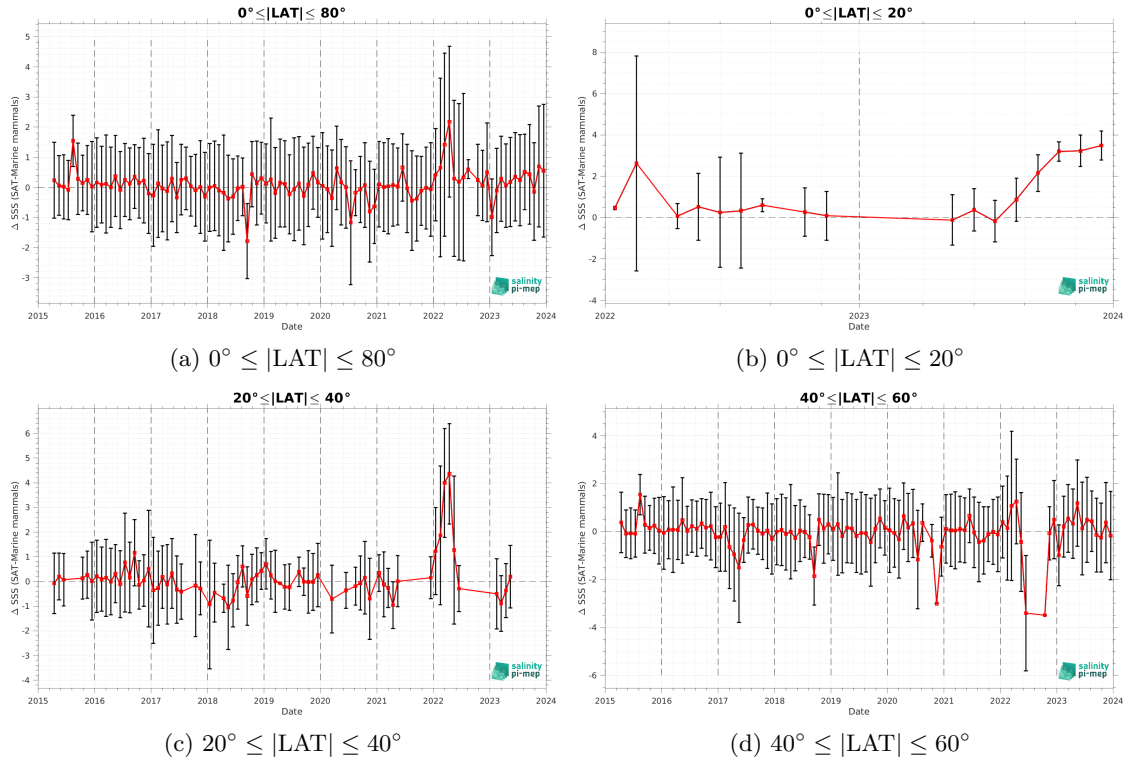 0°≤|LAT|≤ 80°
5
4
3
2
1
0
-1
-2
-3
Δ SSS (SAT-Marine mammals)
2015 2016 2017 2018 2019 2020 2021 2022 2023 2024
Date
salinity
pi-mep
(a) 0° ≤ |LAT| ≤ 80°
0°≤|LAT|≤ 20°
8
6
4
2
0
-2
-4
Δ SSS (SAT-Marine mammals)
2022 2023 2024
Date
salinity
pi-mep
(b) 0° ≤ |LAT| ≤ 20°
20°≤|LAT|≤ 40°
6
5
4
3
2
1
0
-1
-2
-3
-4
Δ SSS (SAT-Marine mammals)
2015 2016 2017 2018 2019 2020 2021 2022 2023 2024
Date
salinity
pi-mep
(c) 20° ≤ |LAT| ≤ 40°
40°≤|LAT|≤ 60°
4
2
0
-2
-4
-6
Δ SSS (SAT-Marine mammals)
2015 2016 2017 2018 2019 2020 2021 2022 2023 2024
Date
salinity
pi-mep
(d) 40° ≤ |LAT| ≤ 60°